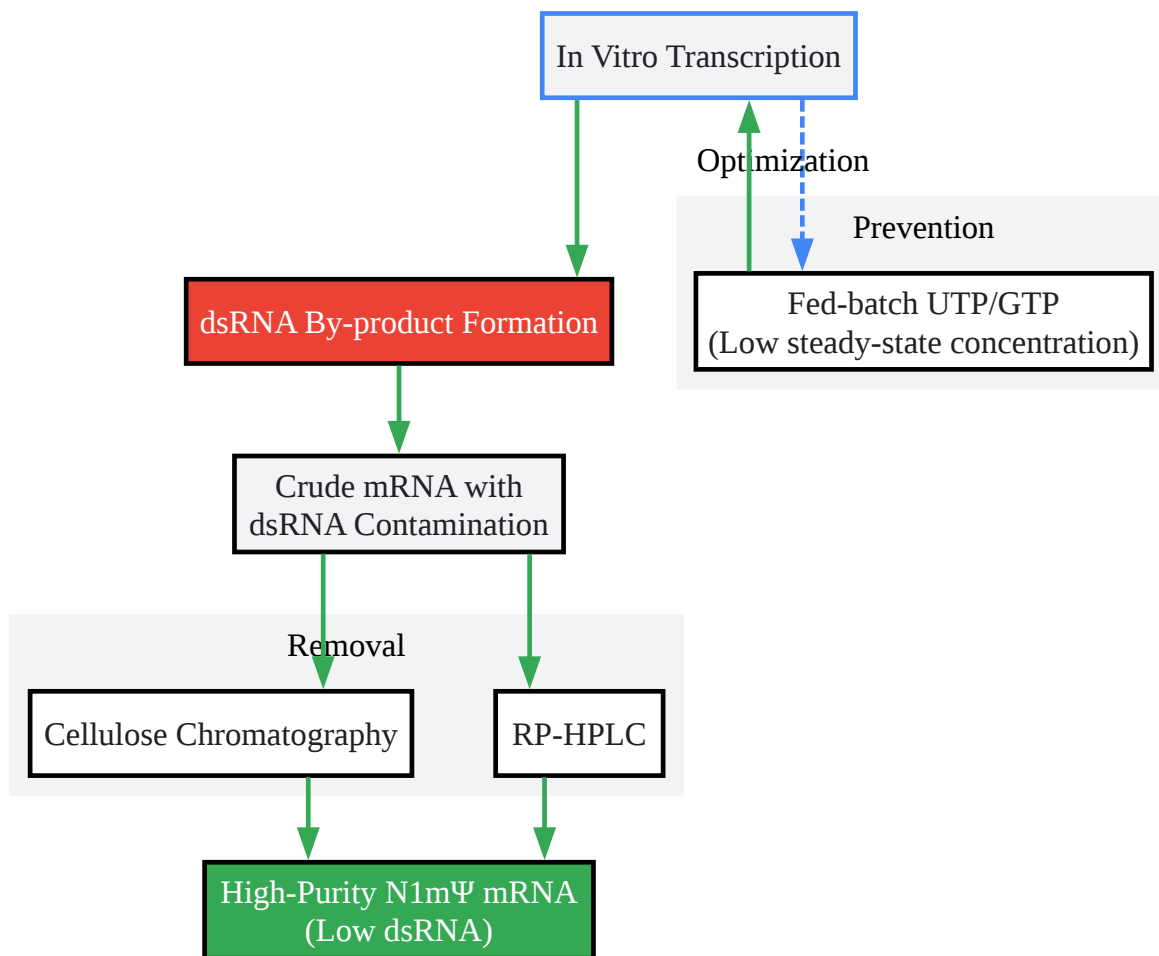 In Vitro Transcription
Optimization
Prevention
Fed-batch UTP/GTP
(Low steady-state concentration)
dsRNA By-product Formation
Crude mRNA with
dsRNA Contamination
Removal
Cellulose Chromatography
RP-HPLC
High-Purity N1mΨ mRNA
(Low dsRNA)